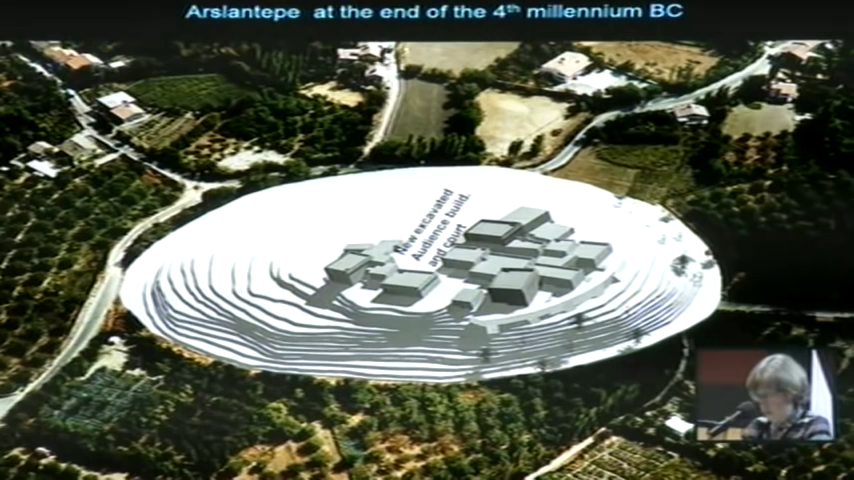 Arslantepe at the end of the 4th millennium BC
New excavated
Audience build.
and court